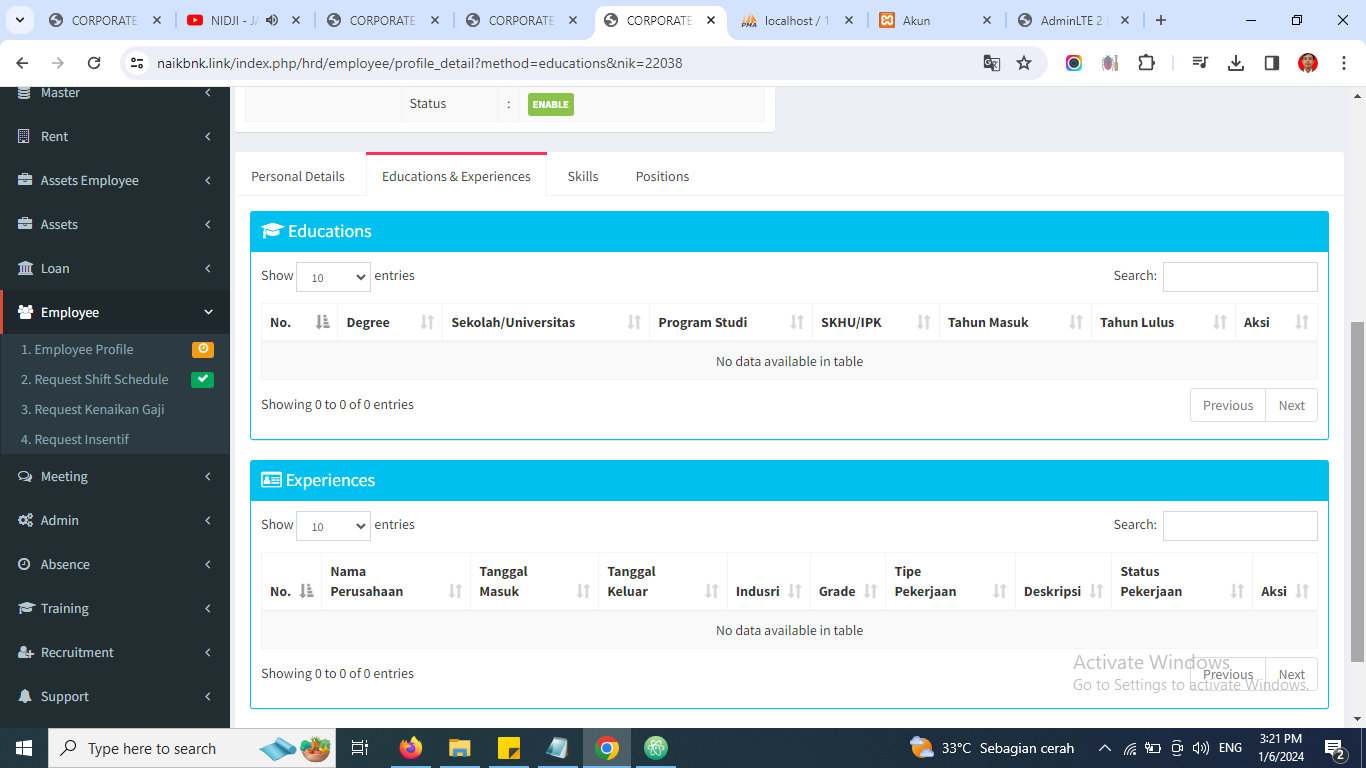 CORPORATE
NIDJI - JA
CORPORATE
CORPORATE
CORPORATE
localhost / 1
Akun
AdminLTE 2 |
naikbnk.link/index.php/hrd/employee/profile_detail?method=educations&nik=22038
Master
Rent
Assets Employee
Assets
Loan
Employee
1. Employee Profile
2. Request Shift Schedule
3. Request Kenaikan Gaji
4. Request Insentif
Meeting
Admin
Absence
Training
Recruitment
Support
Status : ENABLE
Personal Details Educations & Experiences Skills Positions
Educations
Show 10 entries Search:
No. Degree Sekolah/Universitas Program Studi SKHU/IPK Tahun Masuk Tahun Lulus Aksi
No data available in table
Showing 0 to 0 of 0 entries Previous Next
Experiences
Show 10 entries Search:
No. Nama Perusahaan Tanggal Masuk Tanggal Keluar Indusri Grade Tipe Pekerjaan Deskripsi Status Pekerjaan Aksi
No data available in table
Showing 0 to 0 of 0 entries Previous Next
Activate Windows
Go to Settings to activate Windows.
Type here to search
33°C Sebagian cerah
ENG
3:21 PM
1/6/2024
2